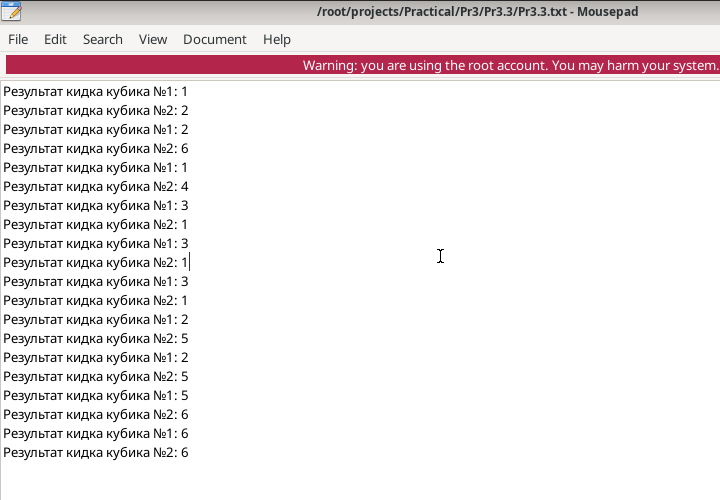 /root/projects/Practical/Pr3/Pr3.3/Pr3.3.txt - Mousepad
File Edit Search View Document Help
Warning: you are using the root account. You may harm your system.
Результат кидка кубика №1: 1
Результат кидка кубика №2: 2
Результат кидка кубика №1: 2
Результат кидка кубика №2: 6
Результат кидка кубика №1: 1
Результат кидка кубика №2: 4
Результат кидка кубика №1: 3
Результат кидка кубика №2: 1
Результат кидка кубика №1: 3
Результат кидка кубика №2: 1
Результат кидка кубика №1: 3
Результат кидка кубика №2: 1
Результат кидка кубика №1: 2
Результат кидка кубика №2: 5
Результат кидка кубика №1: 2
Результат кидка кубика №2: 5
Результат кидка кубика №1: 5
Результат кидка кубика №2: 6
Результат кидка кубика №1: 6
Результат кидка кубика №2: 6